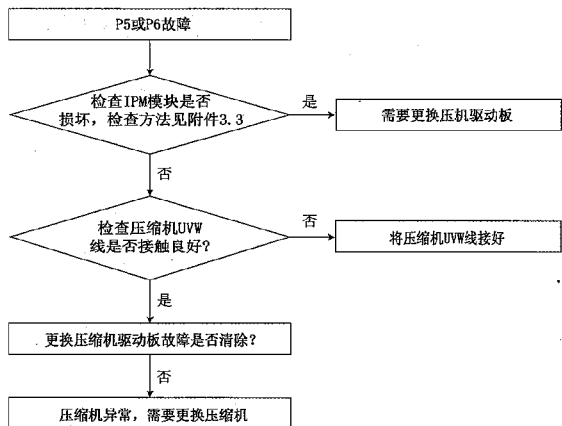 P5或P6故障
检查IPM模块是否
损坏，检查方法见附件3.3
是
需要更换压机驱动板
否
检查压缩机UVW
线是否接触良好？
否
将压缩机UVW线接好
是
更换压缩机驱动板故障是否清除？
否
压缩机异常，需要更换压缩机